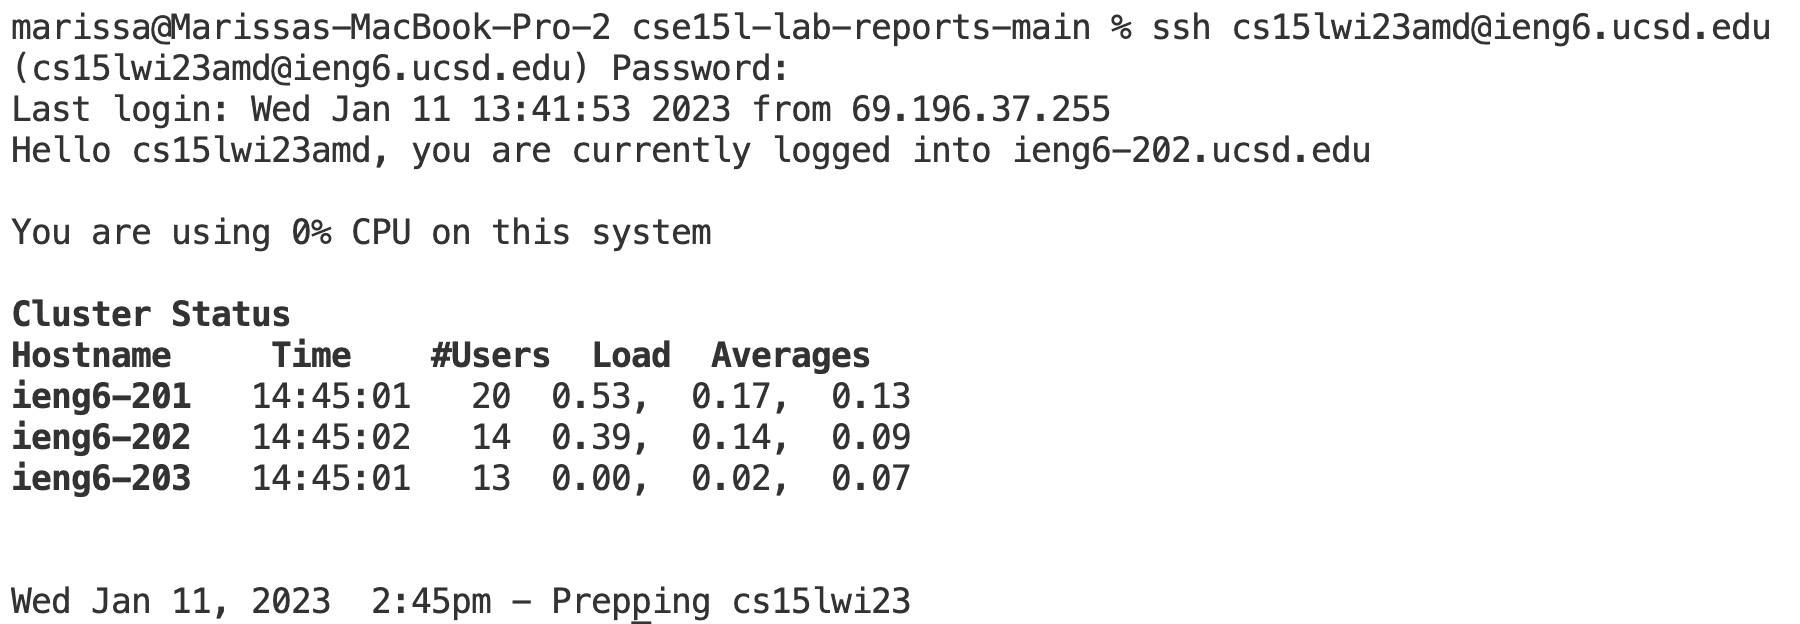 marissa@Marissas-MacBook-Pro-2 cse15l-lab-reports-main % ssh cs15lwi23amd@ieng6.ucsd.edu
(cs15lwi23amd@ieng6.ucsd.edu) Password:
Last login: Wed Jan 11 13:41:53 2023 from 69.196.37.255
Hello cs15lwi23amd, you are currently logged into ieng6-202.ucsd.edu
You are using 0% CPU on this system
Cluster Status
Hostname     Time    #Users  Load  Averages
ieng6-201   14:45:01   20  0.53,  0.17,  0.13
ieng6-202   14:45:02   14  0.39,  0.14,  0.09
ieng6-203   14:45:01   13  0.00,  0.02,  0.07
Wed Jan 11, 2023  2:45pm - Prepping cs15lwi23